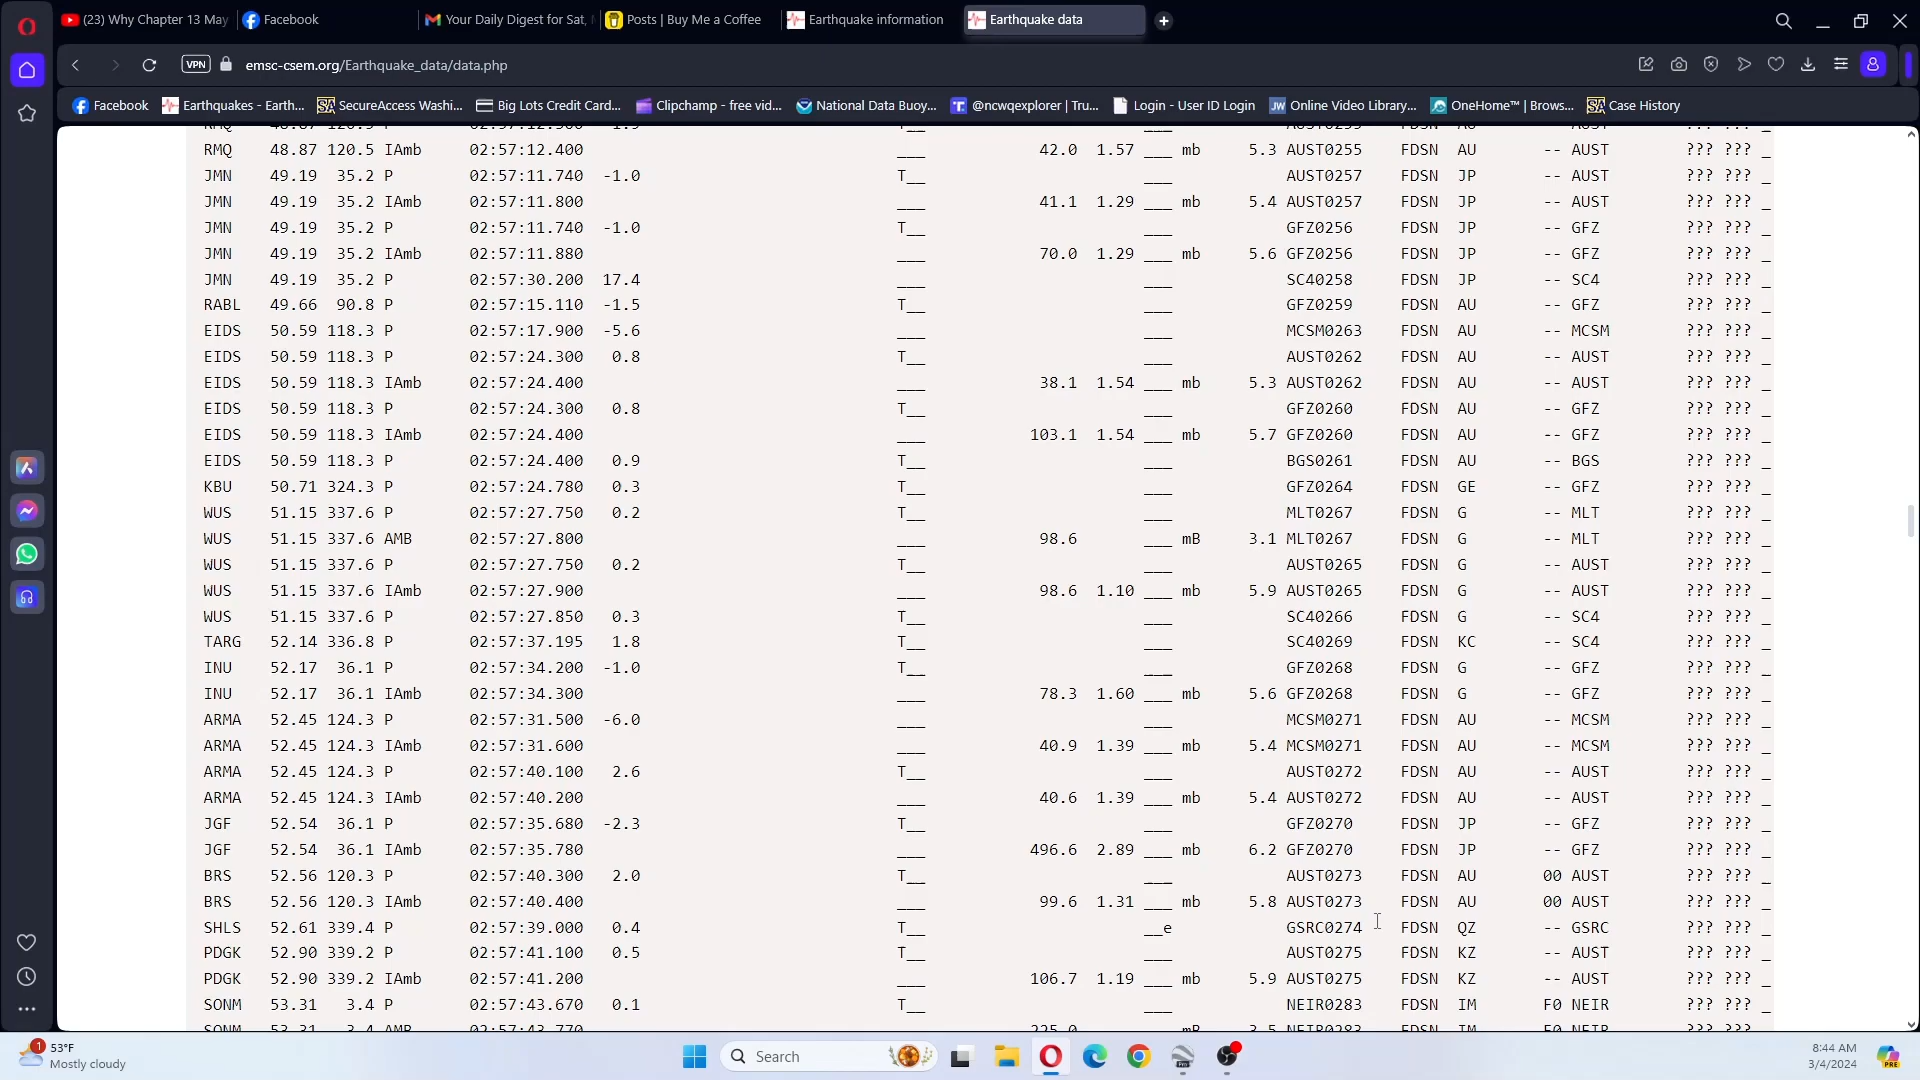 (23) Why Chapter 13 May
Facebook
Your Daily Digest for Sat,
Posts | Buy Me a Coffee
Earthquake information
Earthquake data
VPN
emsc-csem.org/Earthquake_data/data.php
Facebook
Earthquakes - Earth...
SA SecureAccess Washi...
Big Lots Credit Card...
Clipchamp - free vid...
National Data Buoy...
T. @ncwqexplorer | Tru...
Login - User ID Login
JW Online Video Library...
OneHome™ | Brows...
SA Case History
RMQ 48.87 120.5 IAmb 02:57:12.400 ___ 42.0 1.57 ___ mb 5.3 AUST0255 FDSN AU -- AUST ??? ??? _
JMN 49.19 35.2 P 02:57:11.740 -1.0 T__ ___ AUST0257 FDSN JP -- AUST ??? ??? _
JMN 49.19 35.2 IAmb 02:57:11.800 ___ 41.1 1.29 ___ mb 5.4 AUST0257 FDSN JP -- AUST ??? ??? _
JMN 49.19 35.2 P 02:57:11.740 -1.0 T__ ___ GFZ0256 FDSN JP -- GFZ ??? ??? _
JMN 49.19 35.2 IAmb 02:57:11.880 ___ 70.0 1.29 ___ mb 5.6 GFZ0256 FDSN JP -- GFZ ??? ??? _
JMN 49.19 35.2 P 02:57:30.200 17.4 ___ ___ SC40258 FDSN JP -- SC4 ??? ??? _
RABL 49.66 90.8 P 02:57:15.110 -1.5 T__ ___ GFZ0259 FDSN AU -- GFZ ??? ??? _
EIDS 50.59 118.3 P 02:57:17.900 -5.6 ___ ___ MCSM0263 FDSN AU -- MCSM ??? ??? _
EIDS 50.59 118.3 P 02:57:24.300 0.8 T__ ___ AUST0262 FDSN AU -- AUST ??? ??? _
EIDS 50.59 118.3 IAmb 02:57:24.400 ___ 38.1 1.54 ___ mb 5.3 AUST0262 FDSN AU -- AUST ??? ??? _
EIDS 50.59 118.3 P 02:57:24.300 0.8 T__ ___ GFZ0260 FDSN AU -- GFZ ??? ??? _
EIDS 50.59 118.3 IAmb 02:57:24.400 ___ 103.1 1.54 ___ mb 5.7 GFZ0260 FDSN AU -- GFZ ??? ??? _
EIDS 50.59 118.3 P 02:57:24.400 0.9 T__ ___ BGS0261 FDSN AU -- BGS ??? ??? _
KBU 50.71 324.3 P 02:57:24.780 0.3 T__ ___ GFZ0264 FDSN GE -- GFZ ??? ??? _
WUS 51.15 337.6 P 02:57:27.750 0.2 T__ ___ MLT0267 FDSN G -- MLT ??? ??? _
WUS 51.15 337.6 AMB 02:57:27.800 ___ 98.6 ___ mB 3.1 MLT0267 FDSN G -- MLT ??? ??? _
WUS 51.15 337.6 P 02:57:27.750 0.2 T__ ___ AUST0265 FDSN G -- AUST ??? ??? _
WUS 51.15 337.6 IAmb 02:57:27.900 ___ 98.6 1.10 ___ mb 5.9 AUST0265 FDSN G -- AUST ??? ??? _
WUS 51.15 337.6 P 02:57:27.850 0.3 T__ ___ SC40266 FDSN G -- SC4 ??? ??? _
TARG 52.14 336.8 P 02:57:37.195 1.8 T__ ___ SC40269 FDSN KC -- SC4 ??? ??? _
INU 52.17 36.1 P 02:57:34.200 -1.0 T__ ___ GFZ0268 FDSN G -- GFZ ??? ??? _
INU 52.17 36.1 IAmb 02:57:34.300 ___ 78.3 1.60 ___ mb 5.6 GFZ0268 FDSN G -- GFZ ??? ??? _
ARMA 52.45 124.3 P 02:57:31.500 -6.0 ___ ___ MCSM0271 FDSN AU -- MCSM ??? ??? _
ARMA 52.45 124.3 IAmb 02:57:31.600 ___ 40.9 1.39 ___ mb 5.4 MCSM0271 FDSN AU -- MCSM ??? ??? _
ARMA 52.45 124.3 P 02:57:40.100 2.6 T__ ___ AUST0272 FDSN AU -- AUST ??? ??? _
ARMA 52.45 124.3 IAmb 02:57:40.200 ___ 40.6 1.39 ___ mb 5.4 AUST0272 FDSN AU -- AUST ??? ??? _
JGF 52.54 36.1 P 02:57:35.680 -2.3 T__ ___ GFZ0270 FDSN JP -- GFZ ??? ??? _
JGF 52.54 36.1 IAmb 02:57:35.780 ___ 496.6 2.89 ___ mb 6.2 GFZ0270 FDSN JP -- GFZ ??? ??? _
BRS 52.56 120.3 P 02:57:40.300 2.0 T__ ___ AUST0273 FDSN AU 00 AUST ??? ??? _
BRS 52.56 120.3 IAmb 02:57:40.400 ___ 99.6 1.31 ___ mb 5.8 AUST0273 FDSN AU 00 AUST ??? ??? _
SHLS 52.61 339.4 P 02:57:39.000 0.4 T__ __e GSRC0274 FDSN QZ -- GSRC ??? ??? _
PDGK 52.90 339.2 P 02:57:41.100 0.5 T__ ___ AUST0275 FDSN KZ -- AUST ??? ??? _
PDGK 52.90 339.2 IAmb 02:57:41.200 ___ 106.7 1.19 ___ mb 5.9 AUST0275 FDSN KZ -- AUST ??? ??? _
SONM 53.31 3.4 P 02:57:43.670 0.1 T__ ___ NEIR0283 FDSN IM F0 NEIR ??? ??? _
SONM 53.31 3.4 AMB 02:57:43.770 ___ 225.0 ___ mB 3.5 NEIR0283 FDSN IM F0 NEIR ??? ??? _
1
53°F
Mostly cloudy
Search
8:44 AM
3/4/2024
PRE